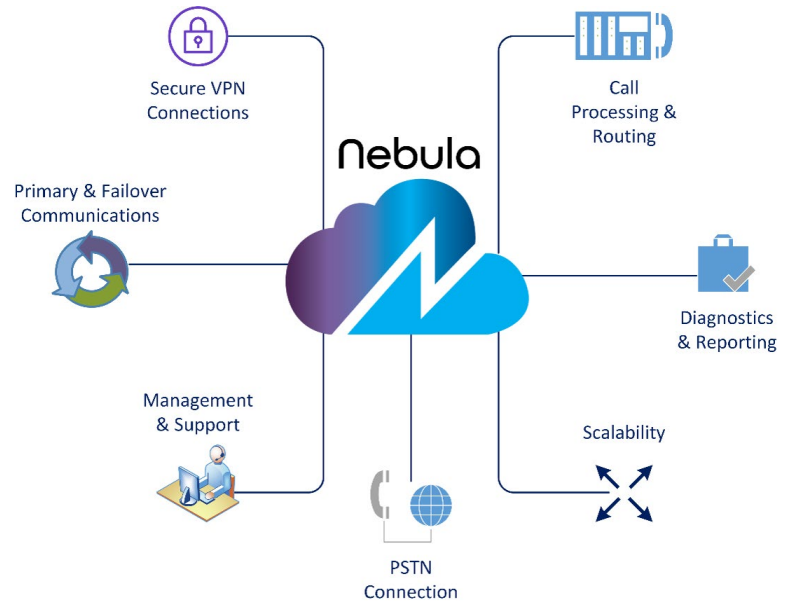 Secure VPN
Connections
Call
Processing &
Routing
Nebula
Primary & Failover
Communications
Diagnostics
& Reporting
Management
& Support
Scalability
PSTN
Connection